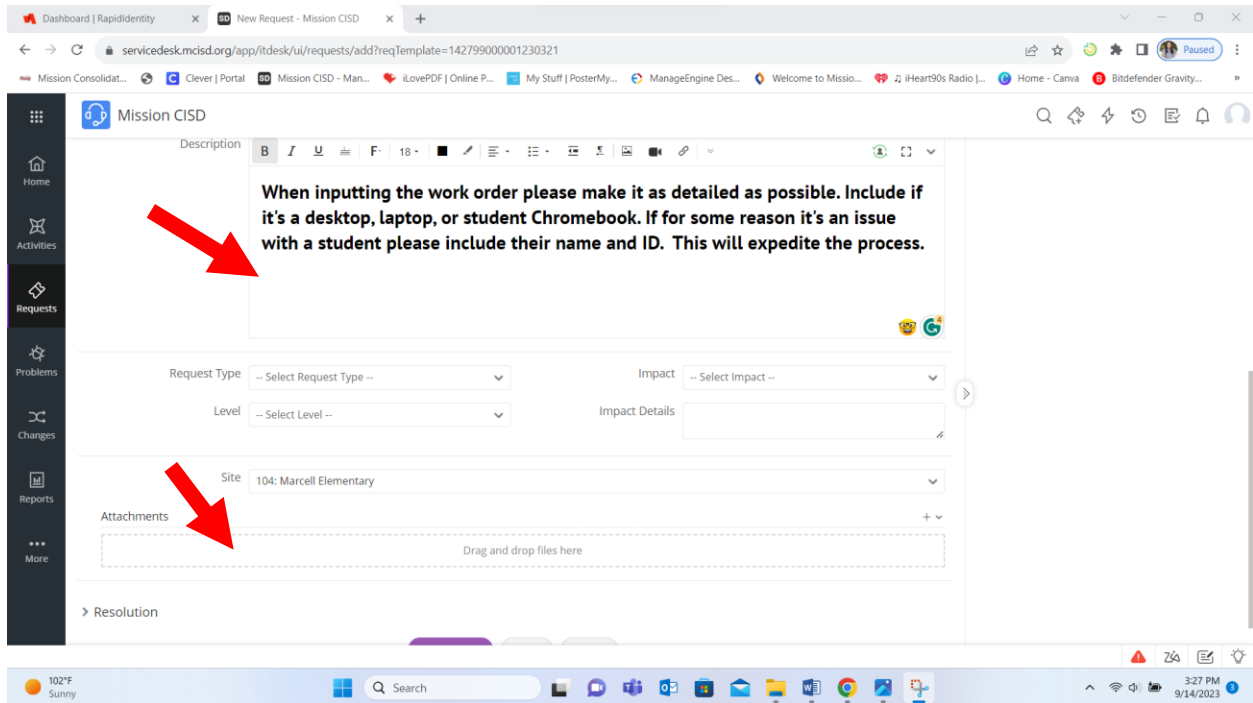 Dashboard | RapidIdentity
New Request - Mission CISD
servicedesk.mcisd.org/app/itdesk/ui/requests/add?reqTemplate=142799000001230321
Paused
Mission Consolidat...
Clever | Portal
Mission CISD - Man...
iLovePDF | Online P...
My Stuff | PosterMy...
ManageEngine Des...
Welcome to Missio...
iHeart90s Radio |...
Home - Canva
Bitdefender Gravity...
»
Mission CISD
Home
Activities
Requests
Problems
Changes
Reports
More
Description
B I U F 18
When inputting the work order please make it as detailed as possible. Include if
it's a desktop, laptop, or student Chromebook. If for some reason it's an issue
with a student please include their name and ID. This will expedite the process.
4
Request Type -- Select Request Type --
Impact -- Select Impact --
Level -- Select Level --
Impact Details
Site 104: Marcell Elementary
Attachments
Drag and drop files here
Resolution
102°F
Sunny
Search
3:27 PM
9/14/2023
3